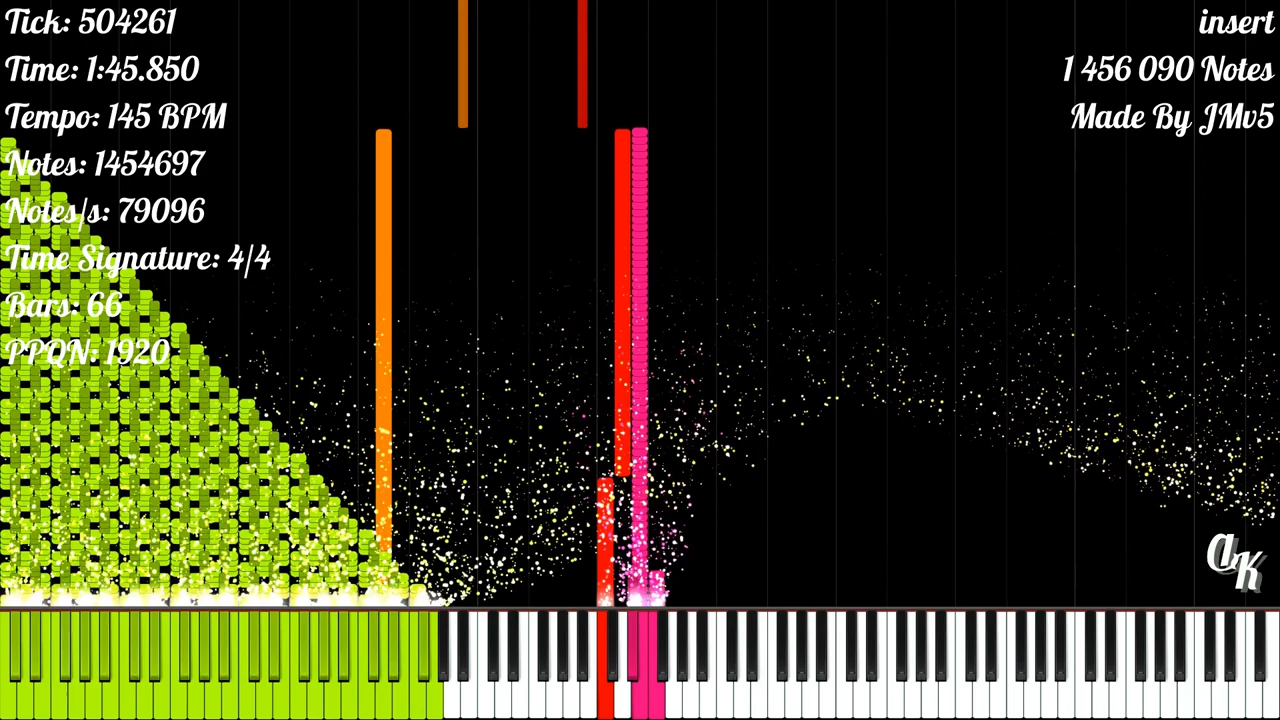 Tick: 504261
Time: 1:45.850
Tempo: 145 BPM
Notes: 1454697
Notes/s: 79096
Time Signature: 4/4
Bars: 66
PPQN: 1920
insert
1 456 090 Notes
Made By JMv5
aK